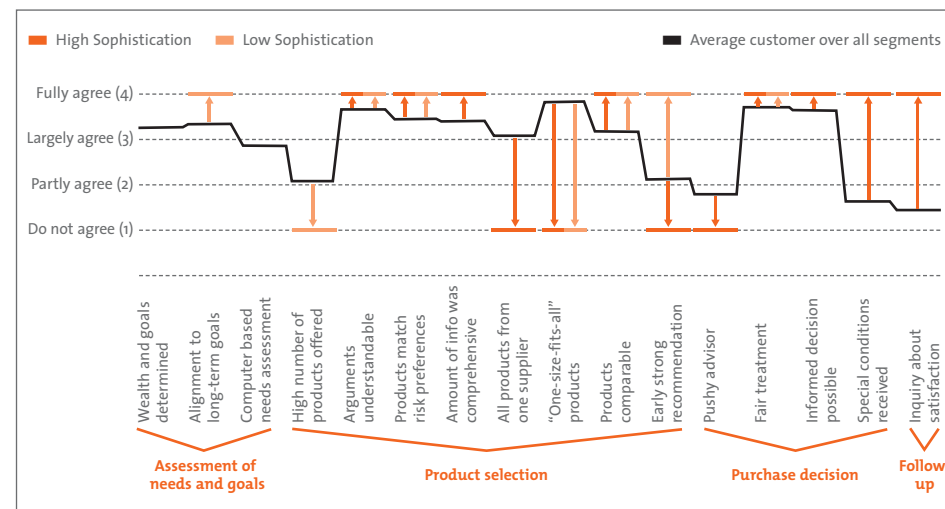 High Sophistication
Low Sophistication
Average customer over all segments
Fully agree (4)
Largely agree (3)
Partly agree (2)
Do not agree (1)
Wealth and goals
determined
Alignment to
long-term goals
Computer based
needs assessment
High number of
products offered
Arguments
understandable
Products match
risk preferences
Amount of info was
comprehensive
All products from
one supplier
“One-size-fits-all”
products
Products
comparable
Early strong
recommendation
Pushy advisor
Fair treatment
Informed decision
possible
Special conditions
received
Inquiry about
satisfaction
Assessment of
needs and goals
Product selection
Purchase decision
Follow
up